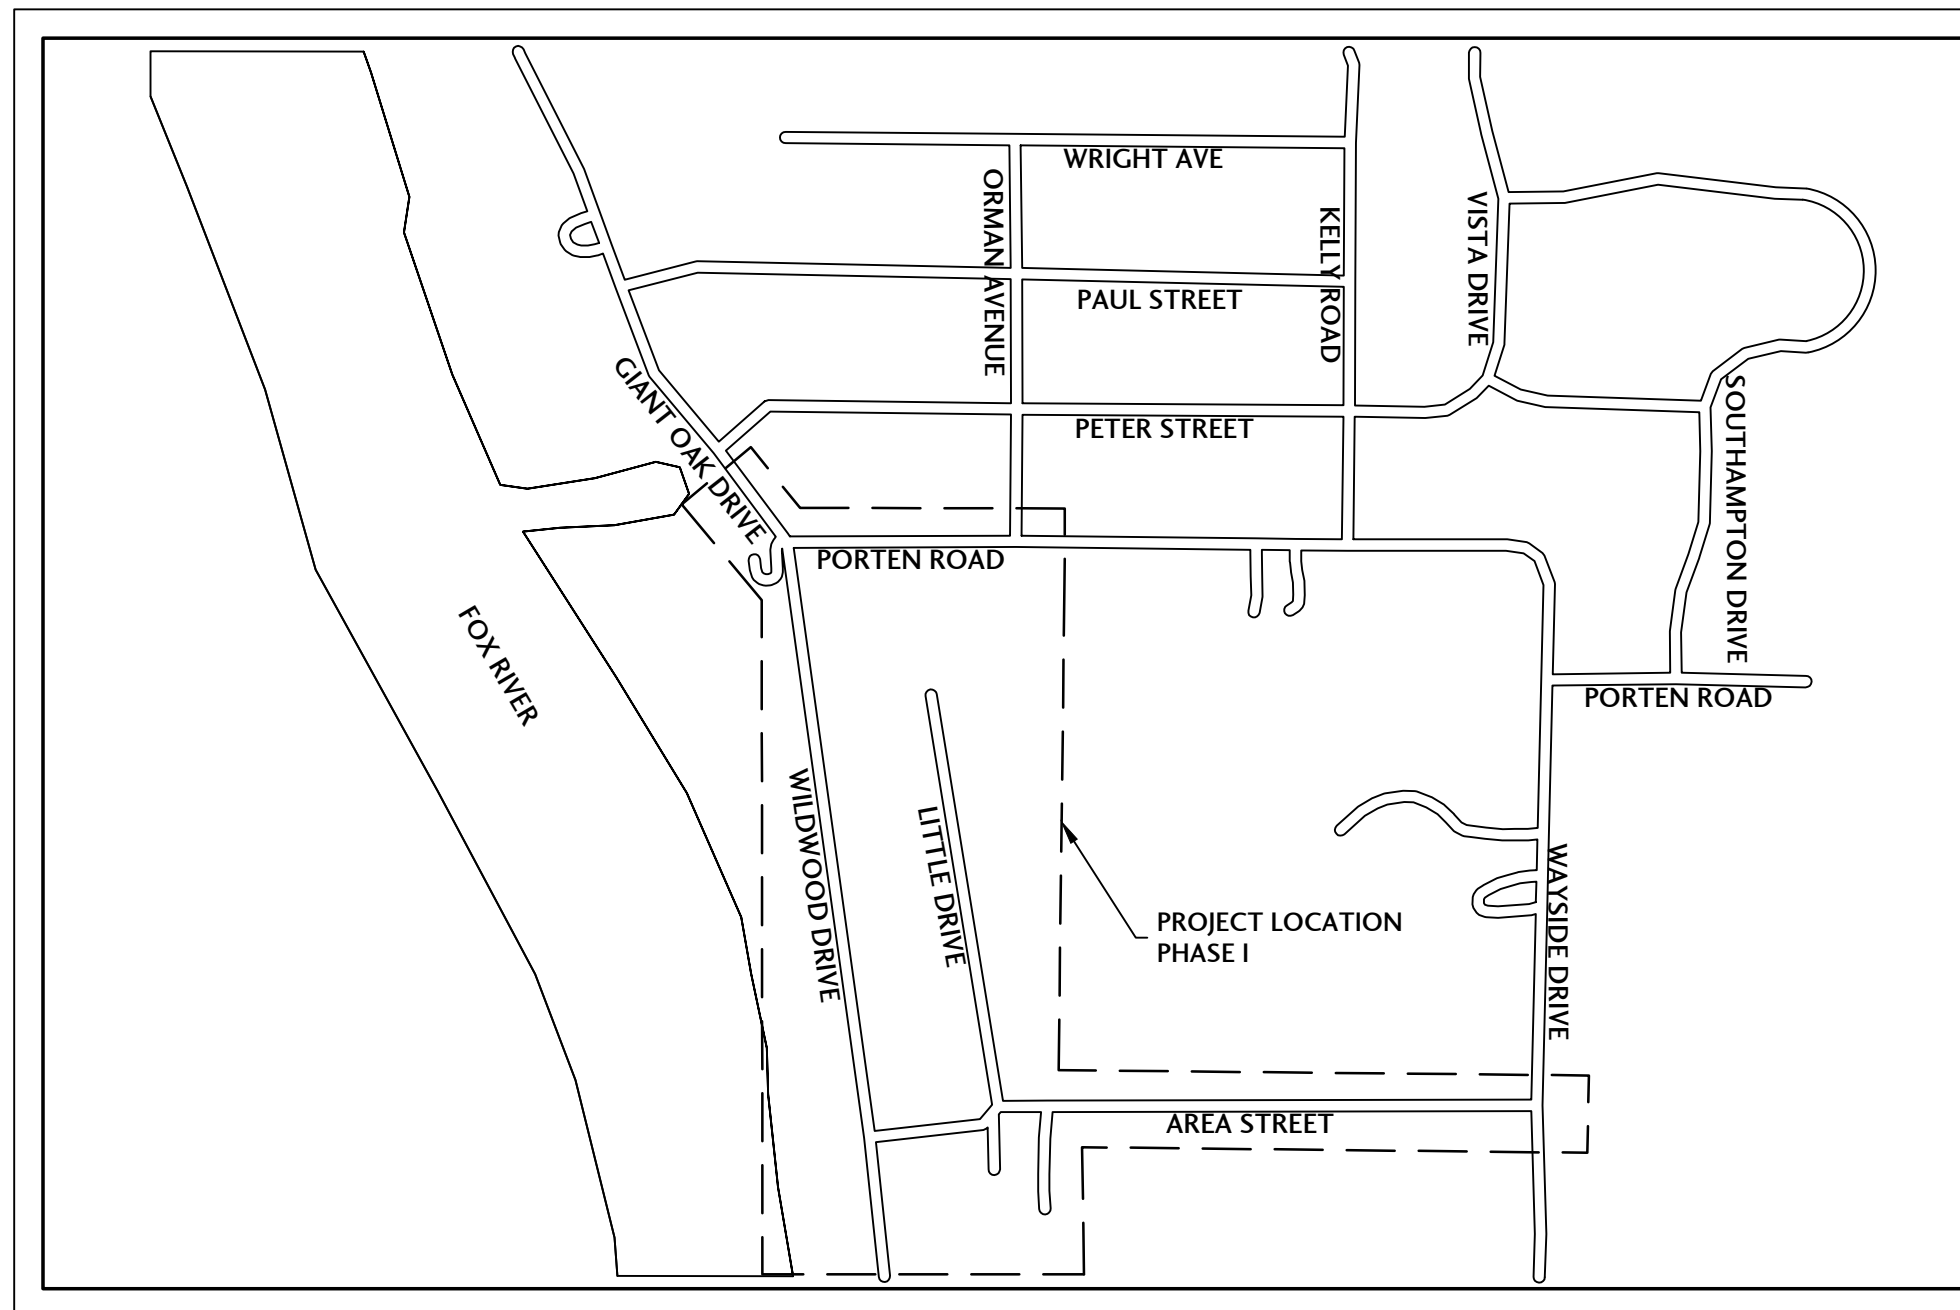 WRIGHT AVE
ORMAN AVENUE
KELLY ROAD
VISTA DRIVE
PAUL STREET
GIANT OAK DRIVE
SOUTHAMPTON DRIVE
PETER STREET
PORTEN ROAD
FOX RIVER
PORTEN ROAD
WILDWOOD DRIVE
LITTLE DRIVE
WAYSIDE DRIVE
PROJECT LOCATION
PHASE I
AREA STREET